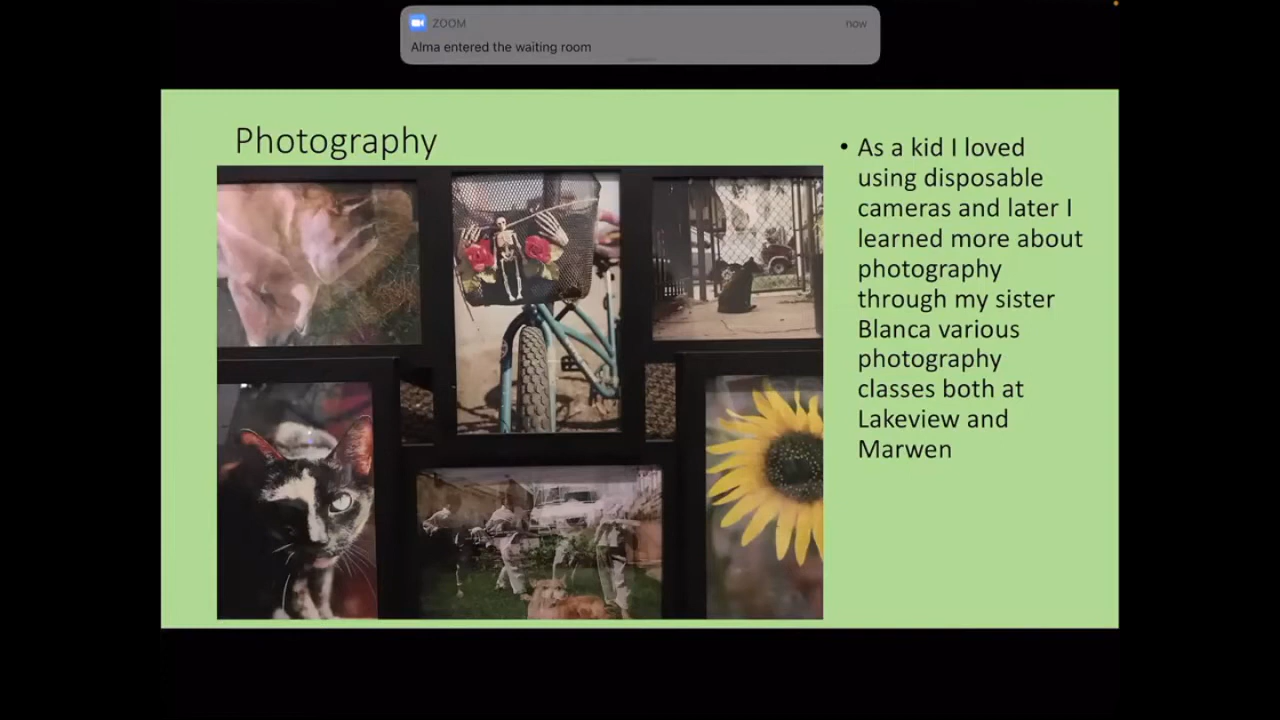 ZOOM
now
Alma entered the waiting room
Photography
• As a kid I loved
using disposable
cameras and later I
learned more about
photography
through my sister
Blanca various
photography
classes both at
Lakeview and
Marwen